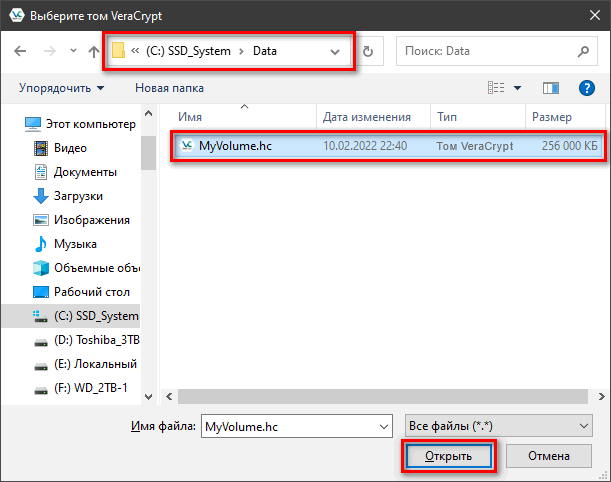 Выберите том VeraCrypt
« (C:) SSD_System › Data
Поиск: Data
Упорядочить
Новая папка
Имя Дата изменения Тип Размер
MyVolume.hc 10.02.2022 22:40 Том VeraCrypt 256 000 КБ
Этот компьютер
Видео
Документы
Загрузки
Изображения
Музыка
Объемные объе
Рабочий стол
(C:) SSD_System
(D:) Toshiba_3TB
(E:) Локальный
(F:) WD_2TB-1
Имя файла: MyVolume.hc
Все файлы (*.*)
Открыть Отмена